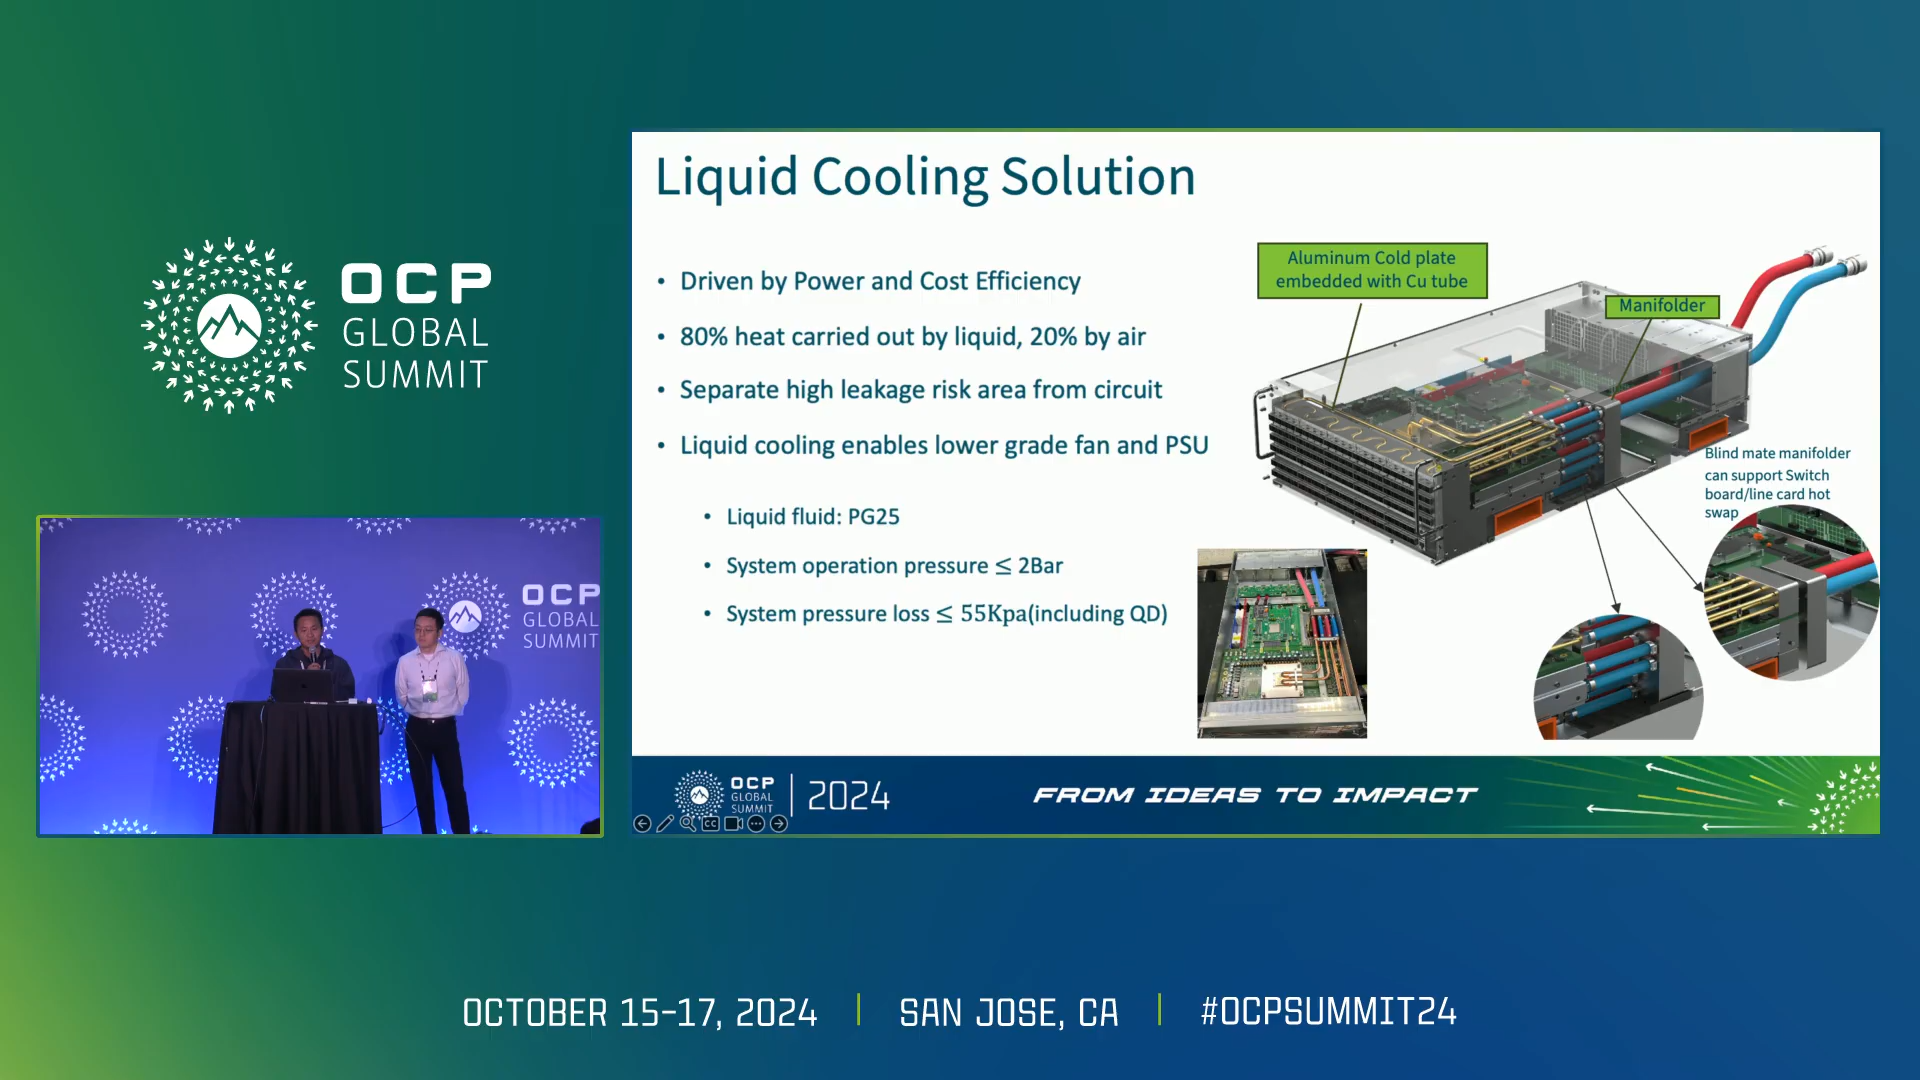 OCP
GLOBAL
SUMMIT
Liquid Cooling Solution
• Driven by Power and Cost Efficiency
• 80% heat carried out by liquid, 20% by air
• Separate high leakage risk area from circuit
• Liquid cooling enables lower grade fan and PSU
• Liquid fluid: PG25
• System operation pressure ≤ 2Bar
• System pressure loss ≤ 55Kpa(including QD)
Aluminum Cold plate
embedded with Cu tube
Manifolder
Blind mate manifolder
can support Switch
board/line card hot
swap
OCP
GLOBAL
SUMMIT
OCP
GLOBAL
SUMMIT
2024
FROM IDEAS TO IMPACT
CC
OCTOBER 15-17, 2024
SAN JOSE, CA
#OCPSUMMIT24